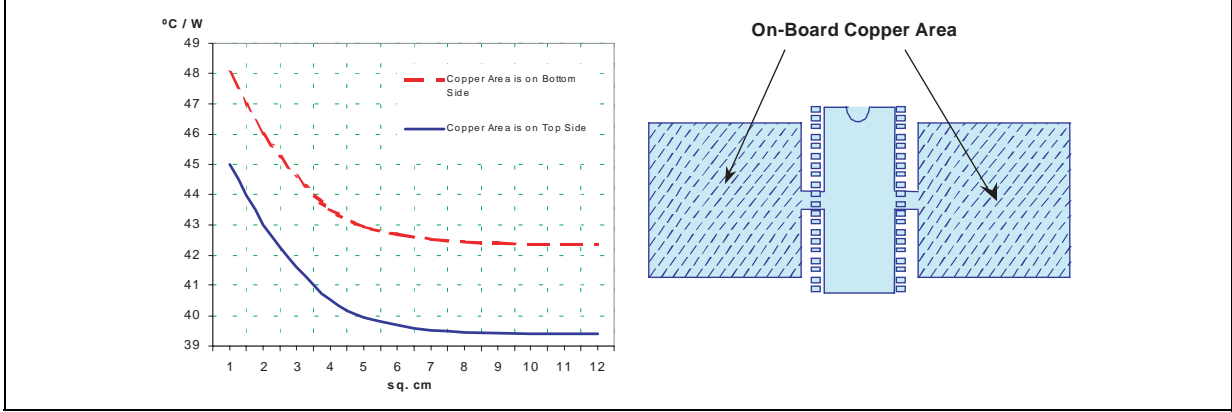 ºC / W
49
48
47
46
45
44
43
42
41
40
39
1 2 3 4 5 6 7 8 9 10 11 12
sq. cm
Copper Area is on Bottom
Side
Copper Area is on Top Side
On-Board Copper Area